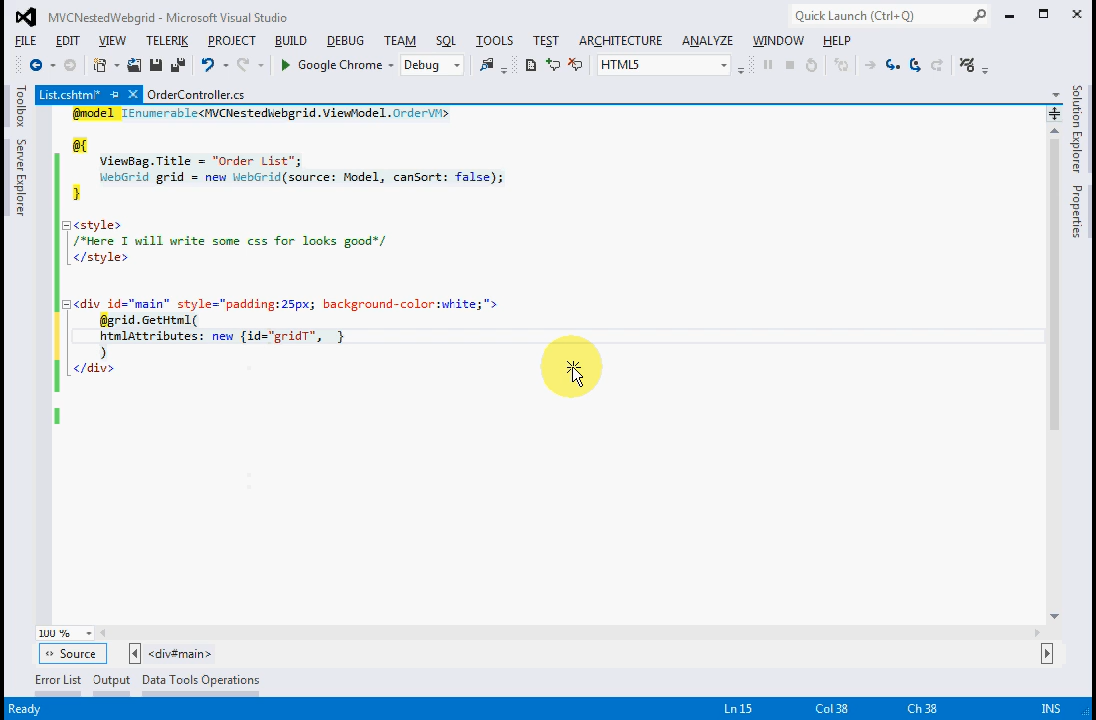 MVCNestedWebgrid - Microsoft Visual Studio
Quick Launch (Ctrl+Q)
FILE EDIT VIEW TELERIK PROJECT BUILD DEBUG TEAM SQL TOOLS TEST ARCHITECTURE ANALYZE WINDOW HELP
Google Chrome Debug HTML5
List.cshtml* OrderController.cs
Toolbox
Server Explorer
Solution Explorer
Properties
@model IEnumerable<MVCNestedWebgrid.ViewModel.OrderVM>
@{
ViewBag.Title = "Order List";
WebGrid grid = new WebGrid(source: Model, canSort: false);
}
<style>
/*Here I will write some css for looks good*/
</style>
<div id="main" style="padding:25px; background-color:white;">
@grid.GetHtml(
htmlAttributes: new {id="gridT", }
)
</div>
100 %
Source <div#main>
Error List Output Data Tools Operations
Ready Ln 15 Col 38 Ch 38 INS